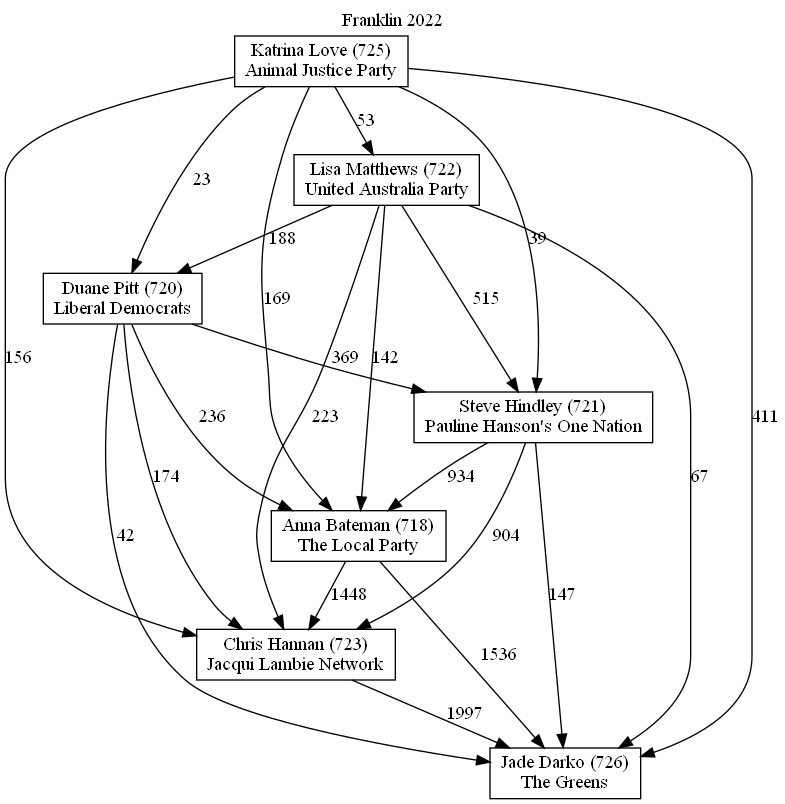 Franklin 2022
Katrina Love (725)
Animal Justice Party
53
Lisa Matthews (722)
United Australia Party
23
188
39
Duane Pitt (720)
Liberal Democrats
169
515
156
369
142
411
Steve Hindley (721)
Pauline Hanson's One Nation
236
223
174
934
67
Anna Bateman (718)
The Local Party
42
904
1448
147
Chris Hannan (723)
Jacqui Lambie Network
1536
1997
Jade Darko (726)
The Greens